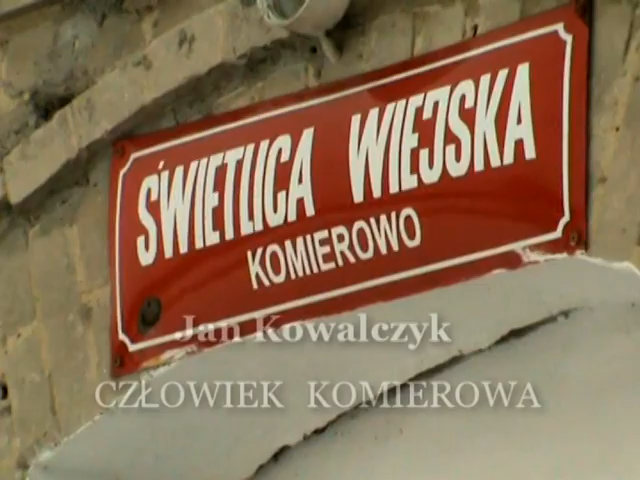 ŚWIETLICA WIEJSKA
KOMIEROWO
Jan Kowalczyk
CZŁOWIEK KOMIEROWA